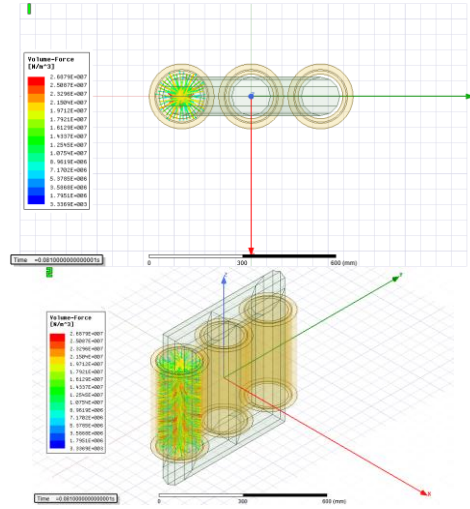 Volume-Force
[N/m^3]
2.6879E+007
2.5087E+007
2.3296E+007
2.1504E+007
1.9712E+007
1.7921E+007
1.6129E+007
1.4337E+007
1.2545E+007
1.0754E+007
8.9619E+006
7.1702E+006
5.3785E+006
3.5868E+006
1.7951E+006
3.3369E+003
Time =+0.0810000000000001s
0
300
600 (mm)
Volume-Force
[N/m^3]
2.6879E+007
2.5087E+007
2.3296E+007
2.1504E+007
1.9712E+007
1.7921E+007
1.6129E+007
1.4337E+007
1.2545E+007
1.0754E+007
8.9619E+006
7.1702E+006
5.3785E+006
3.5868E+006
1.7951E+006
3.3369E+003
Z
Y
X
Time =+0.0810000000000001s
0
300
600 (mm)